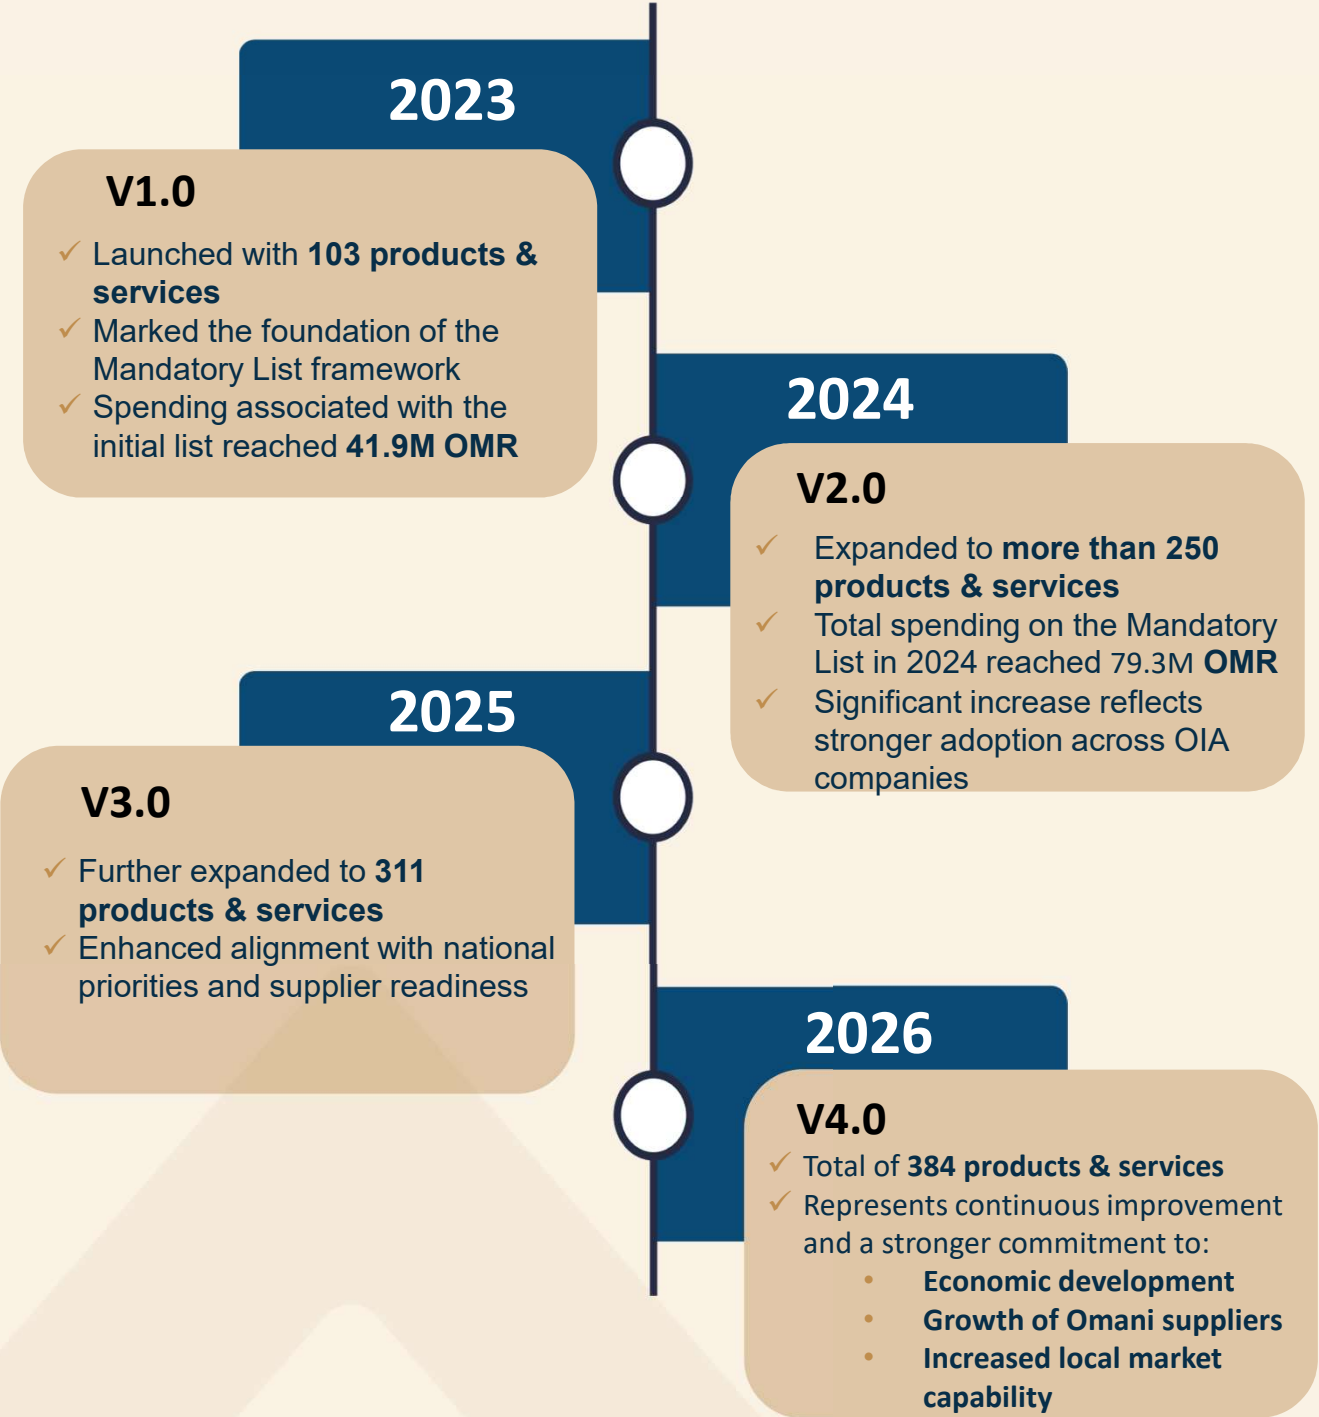 2023
V1.0
✓ Launched with 103 products &
services
✓ Marked the foundation of the
Mandatory List framework
✓ Spending associated with the
initial list reached 41.9M OMR
2024
V2.0
✓ Expanded to more than 250
products & services
✓ Total spending on the Mandatory
List in 2024 reached 79.3M OMR
✓ Significant increase reflects
stronger adoption across OIA
companies
2025
V3.0
✓ Further expanded to 311
products & services
✓ Enhanced alignment with national
priorities and supplier readiness
2026
V4.0
✓ Total of 384 products & services
✓ Represents continuous improvement
and a stronger commitment to:
• Economic development
• Growth of Omani suppliers
• Increased local market
capability